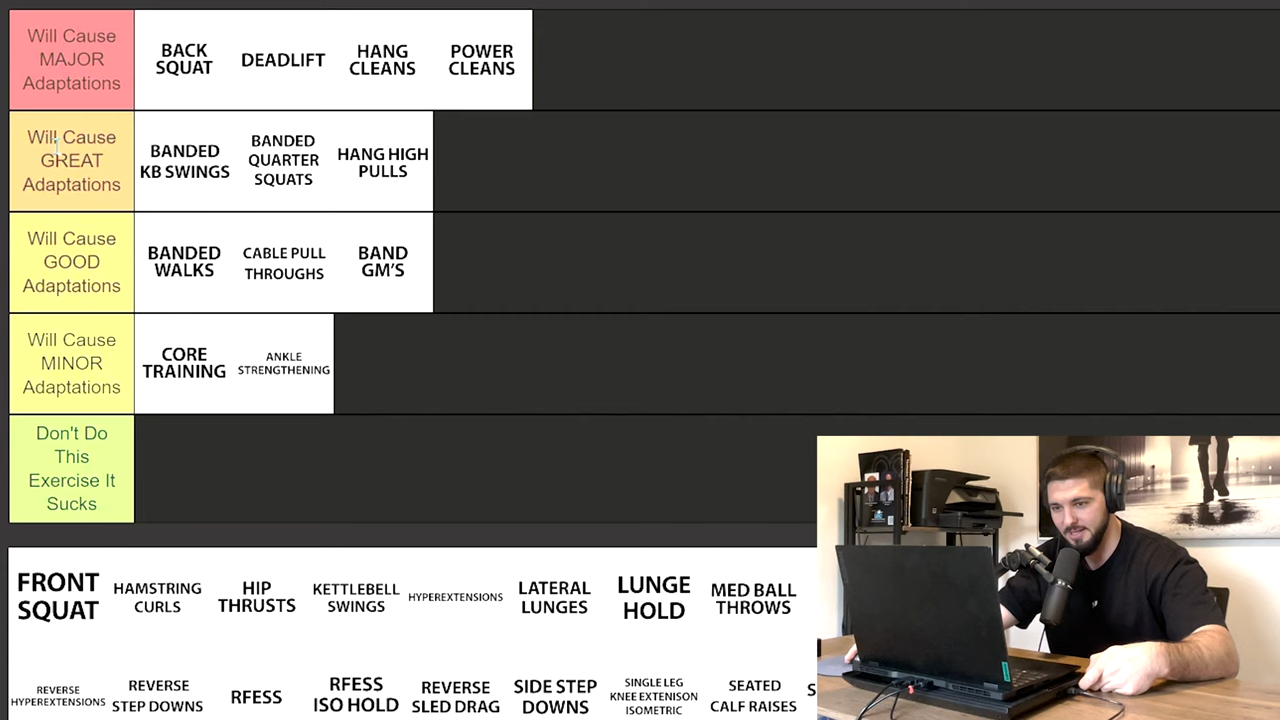 Will Cause
MAJOR
Adaptations
BACK
SQUAT
DEADLIFT
HANG
CLEANS
POWER
CLEANS
Will Cause
GREAT
Adaptations
BANDED
KB SWINGS
BANDED
QUARTER
SQUATS
HANG HIGH
PULLS
Will Cause
GOOD
Adaptations
BANDED
WALKS
CABLE PULL
THROUGHS
BAND
GM'S
Will Cause
MINOR
Adaptations
CORE
TRAINING
ANKLE
STRENGTHENING
Don't Do
This
Exercise It
Sucks
FRONT
SQUAT
HAMSTRING
CURLS
HIP
THRUSTS
KETTLEBELL
SWINGS
HYPEREXTENSIONS
LATERAL
LUNGES
LUNGE
HOLD
MED BALL
THROWS
REVERSE
HYPEREXTENSIONS
REVERSE
STEP DOWNS
RFESS
RFESS
ISO HOLD
REVERSE
SLED DRAG
SIDE STEP
DOWNS
SINGLE LEG
KNEE EXTENISON
ISOMETRIC
SEATED
CALF RAISES